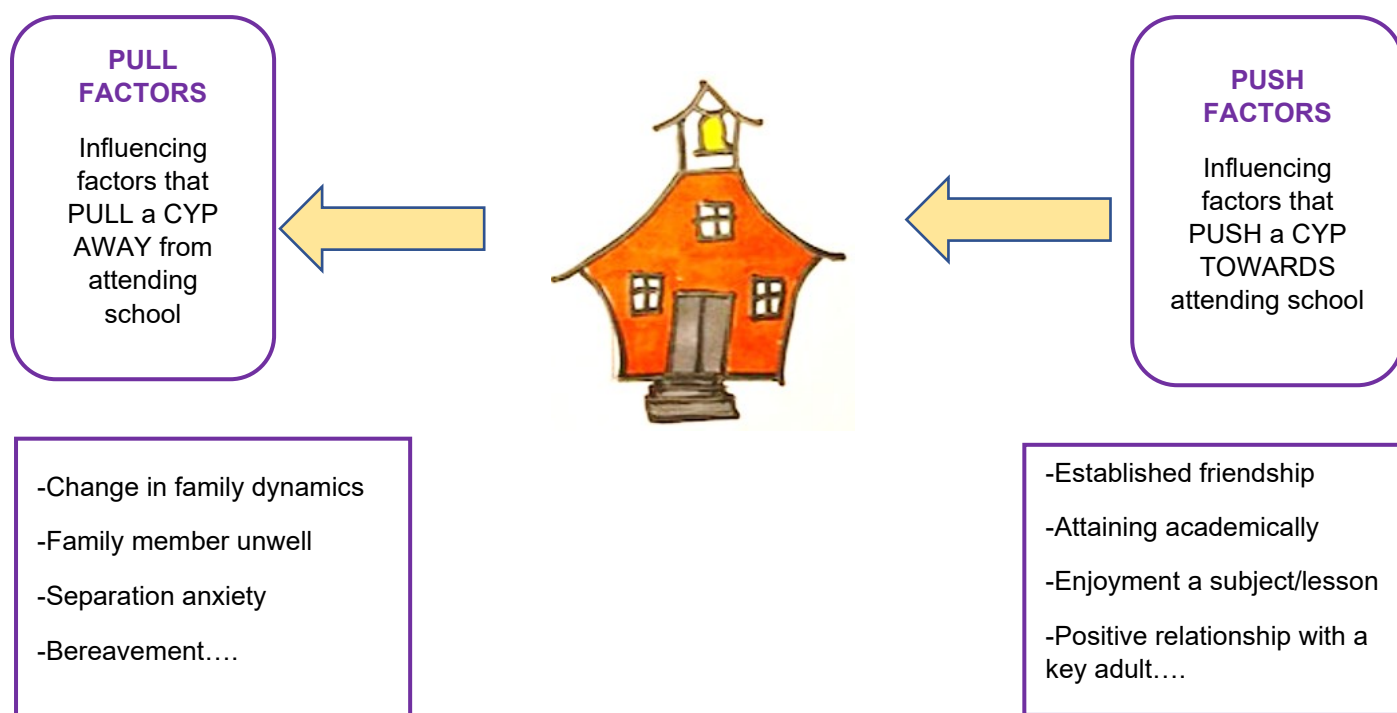 PULL
FACTORS
Influencing
factors that
PULL a CYP
AWAY from
attending
school
PUSH
FACTORS
Influencing
factors that
PUSH a CYP
TOWARDS
attending school
-Change in family dynamics
-Family member unwell
-Separation anxiety
-Bereavement….
-Established friendship
-Attaining academically
-Enjoyment a subject/lesson
-Positive relationship with a
key adult….